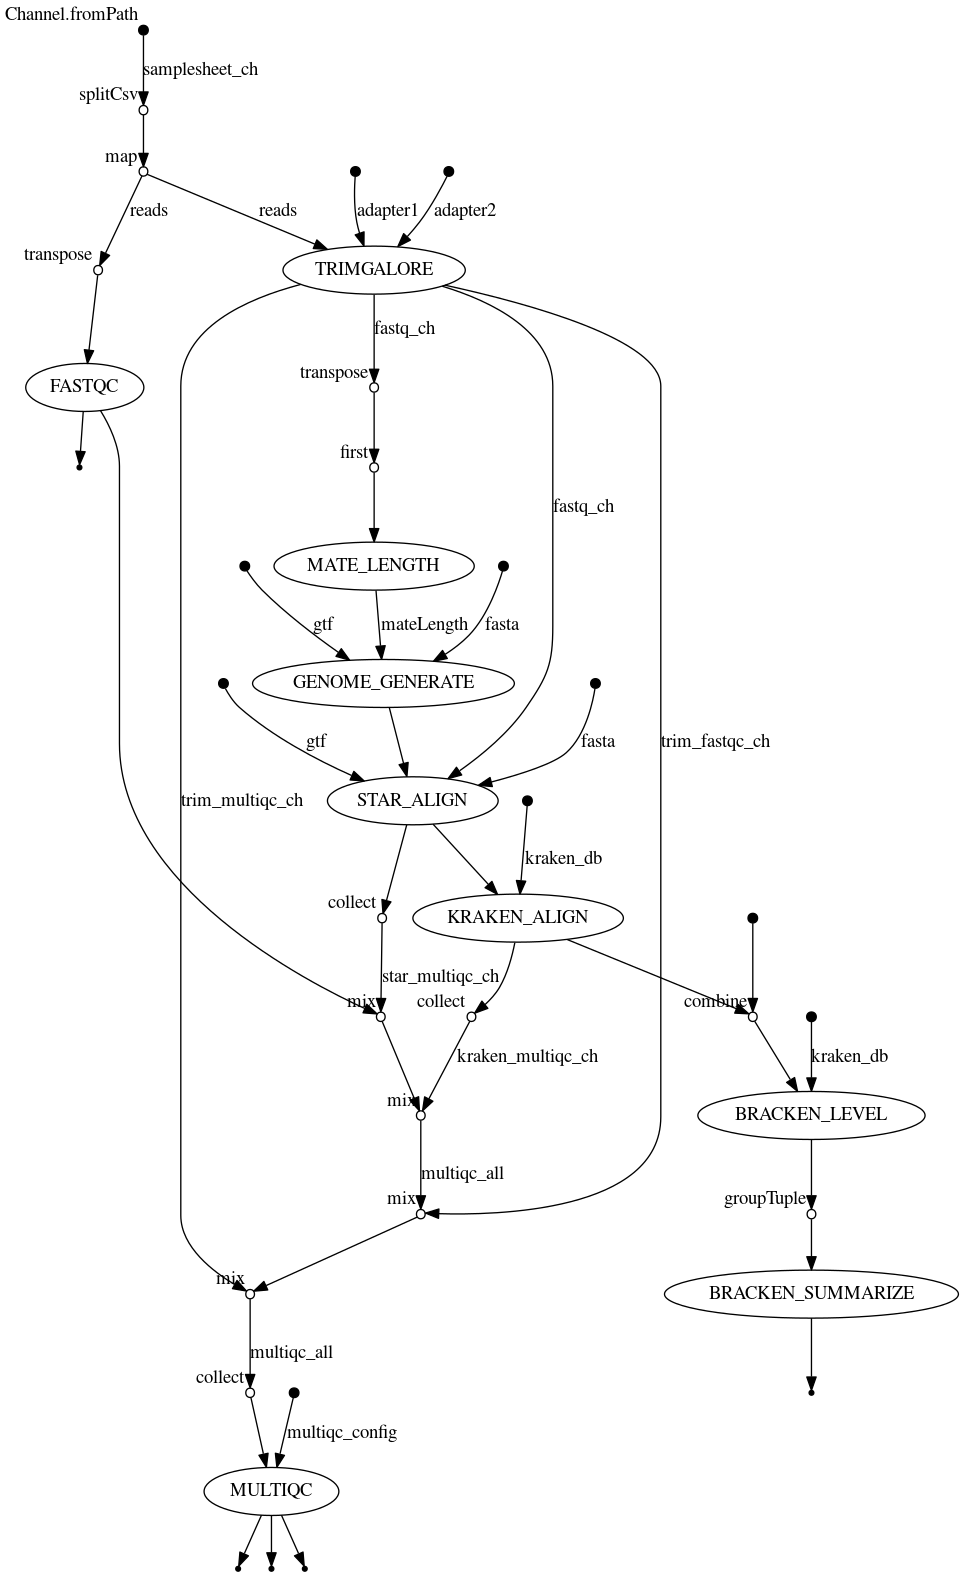 Channel.fromPath
samplesheet_ch
splitCsv
map
reads
reads
adapter1
adapter2
transpose
TRIMGALORE
fastq_ch
transpose
FASTQC
first
fastq_ch
MATE_LENGTH
gtf
mateLength
fasta
GENOME_GENERATE
gtf
fasta
trim_fastqc_ch
trim_multiqc_ch
STAR_ALIGN
kraken_db
collect
KRAKEN_ALIGN
star_multiqc_ch
mix
collect
combine
kraken_multiqc_ch
kraken_db
mix
BRACKEN_LEVEL
multiqc_all
mix
groupTuple
mix
BRACKEN_SUMMARIZE
multiqc_all
collect
multiqc_config
MULTIQC